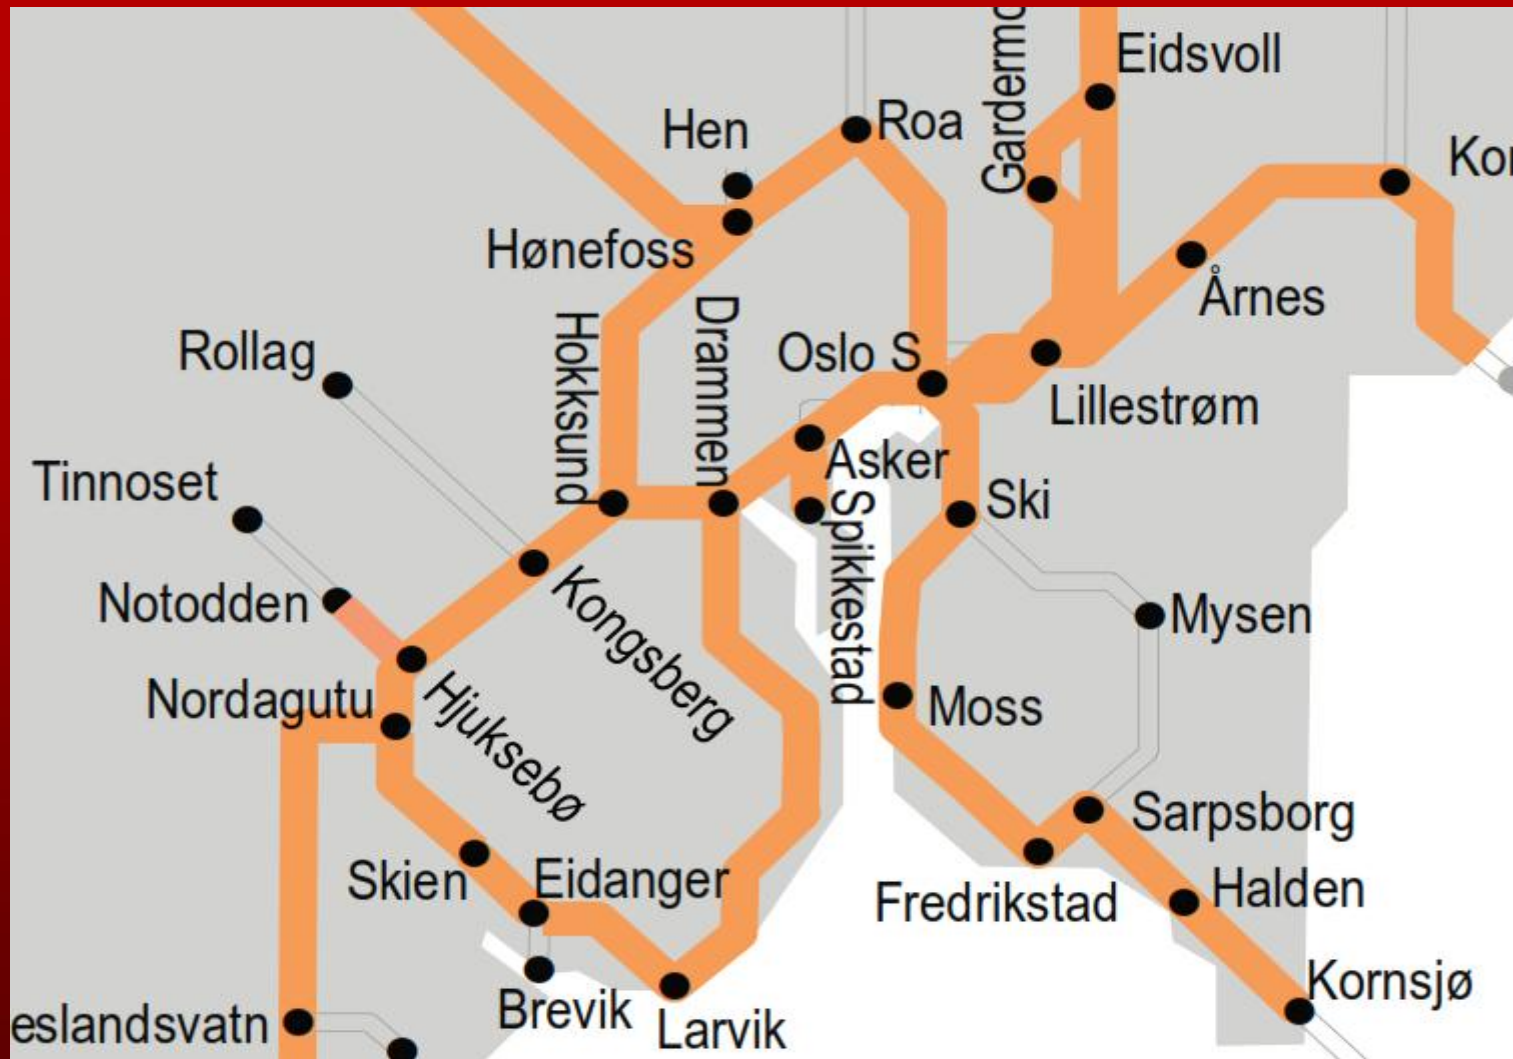 Eidsvoll
Gardermo
Hen
Roa
Kor
Hønefoss
Årnes
Drammen
Hokksund
Rollag
Oslo S
Lillestrøm
Asker
Tinnoset
Ski
Spikkestad
Notodden
Kongsberg
Mysen
Nordagutu
Hjuksebø
Moss
Sarpsborg
Skien
Eidanger
Fredrikstad
Halden
Kornsjø
eslandsvatn
Brevik
Larvik